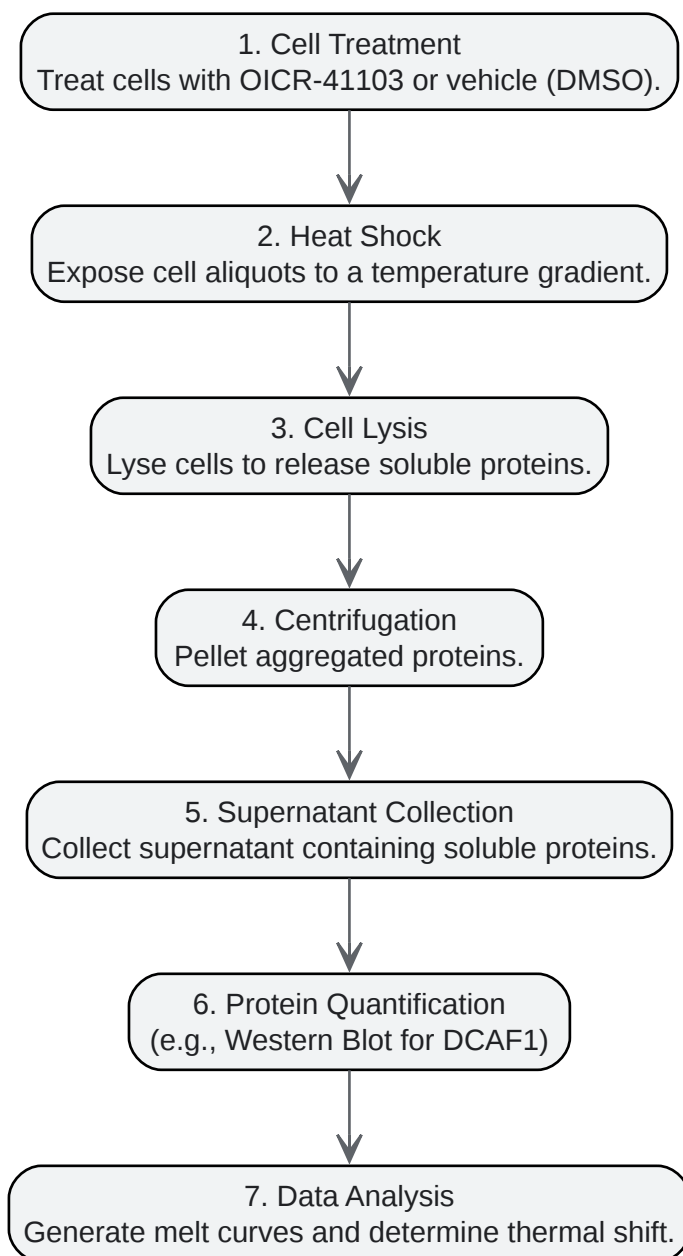 1. Cell Treatment
Treat cells with OICR-41103 or vehicle (DMSO).
2. Heat Shock
Expose cell aliquots to a temperature gradient.
3. Cell Lysis
Lyse cells to release soluble proteins.
4. Centrifugation
Pellet aggregated proteins.
5. Supernatant Collection
Collect supernatant containing soluble proteins.
6. Protein Quantification
(e.g., Western Blot for DCAF1)
7. Data Analysis
Generate melt curves and determine thermal shift.